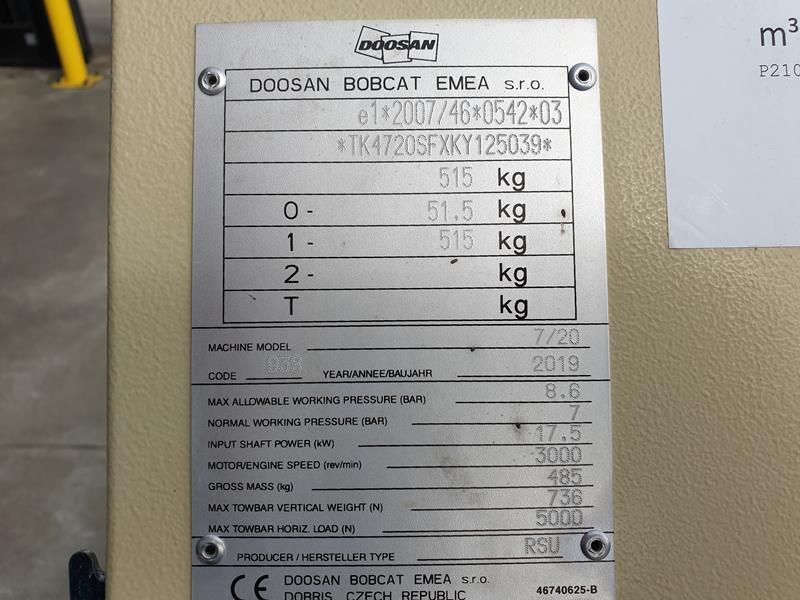 DOOSAN
DOOSAN BOBCAT EMEA s.r.o.
e1*2007/46*0542*03
*TK4720SFXKY125039*
515 kg
0 - 51.5 kg
1 - 515 kg
2 - kg
T kg
MACHINE MODEL 7/20
CODE 938 YEAR/ANNEE/BAUJAHR 2019
MAX ALLOWABLE WORKING PRESSURE (BAR) 8.6
NORMAL WORKING PRESSURE (BAR) 7
INPUT SHAFT POWER (kW) 17.5
MOTOR/ENGINE SPEED (rev/min) 3000
GROSS MASS (kg) 485
MAX TOWBAR VERTICAL WEIGHT (N) 736
MAX TOWBAR HORIZ. LOAD (N) 5000
PRODUCER / HERSTELLER TYPE RSU
CE DOOSAN BOBCAT EMEA s.r.o.
DOBRIS, CZECH REPUBLIC 46740625-B
m³
P210